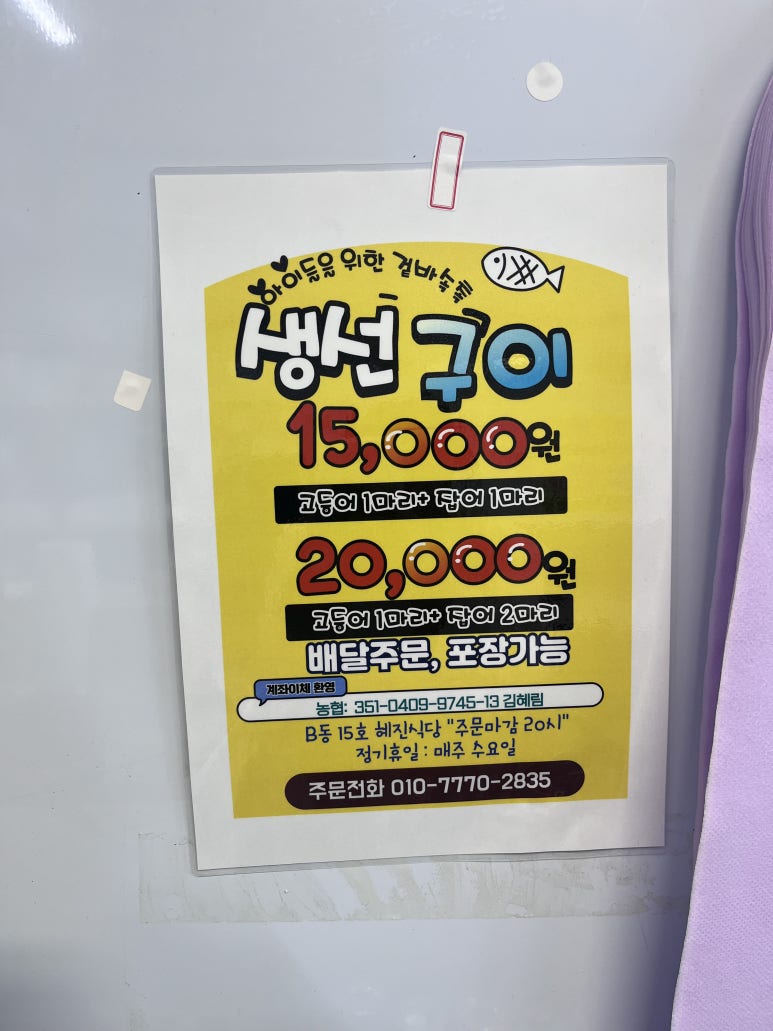 아이들을 위한 겉바속촉
생선 구이
15,000원
고등어 1마리+ 장어 1마리
20,000원
고등어 1마리+ 장어 2마리
배달주문, 포장가능
계좌이체 환영
농협: 351-0409-9745-13 김혜림
B동 15호 혜진식당 "주문마감 20시"
정기휴일 : 매주 수요일
주문전화 010-7770-2835